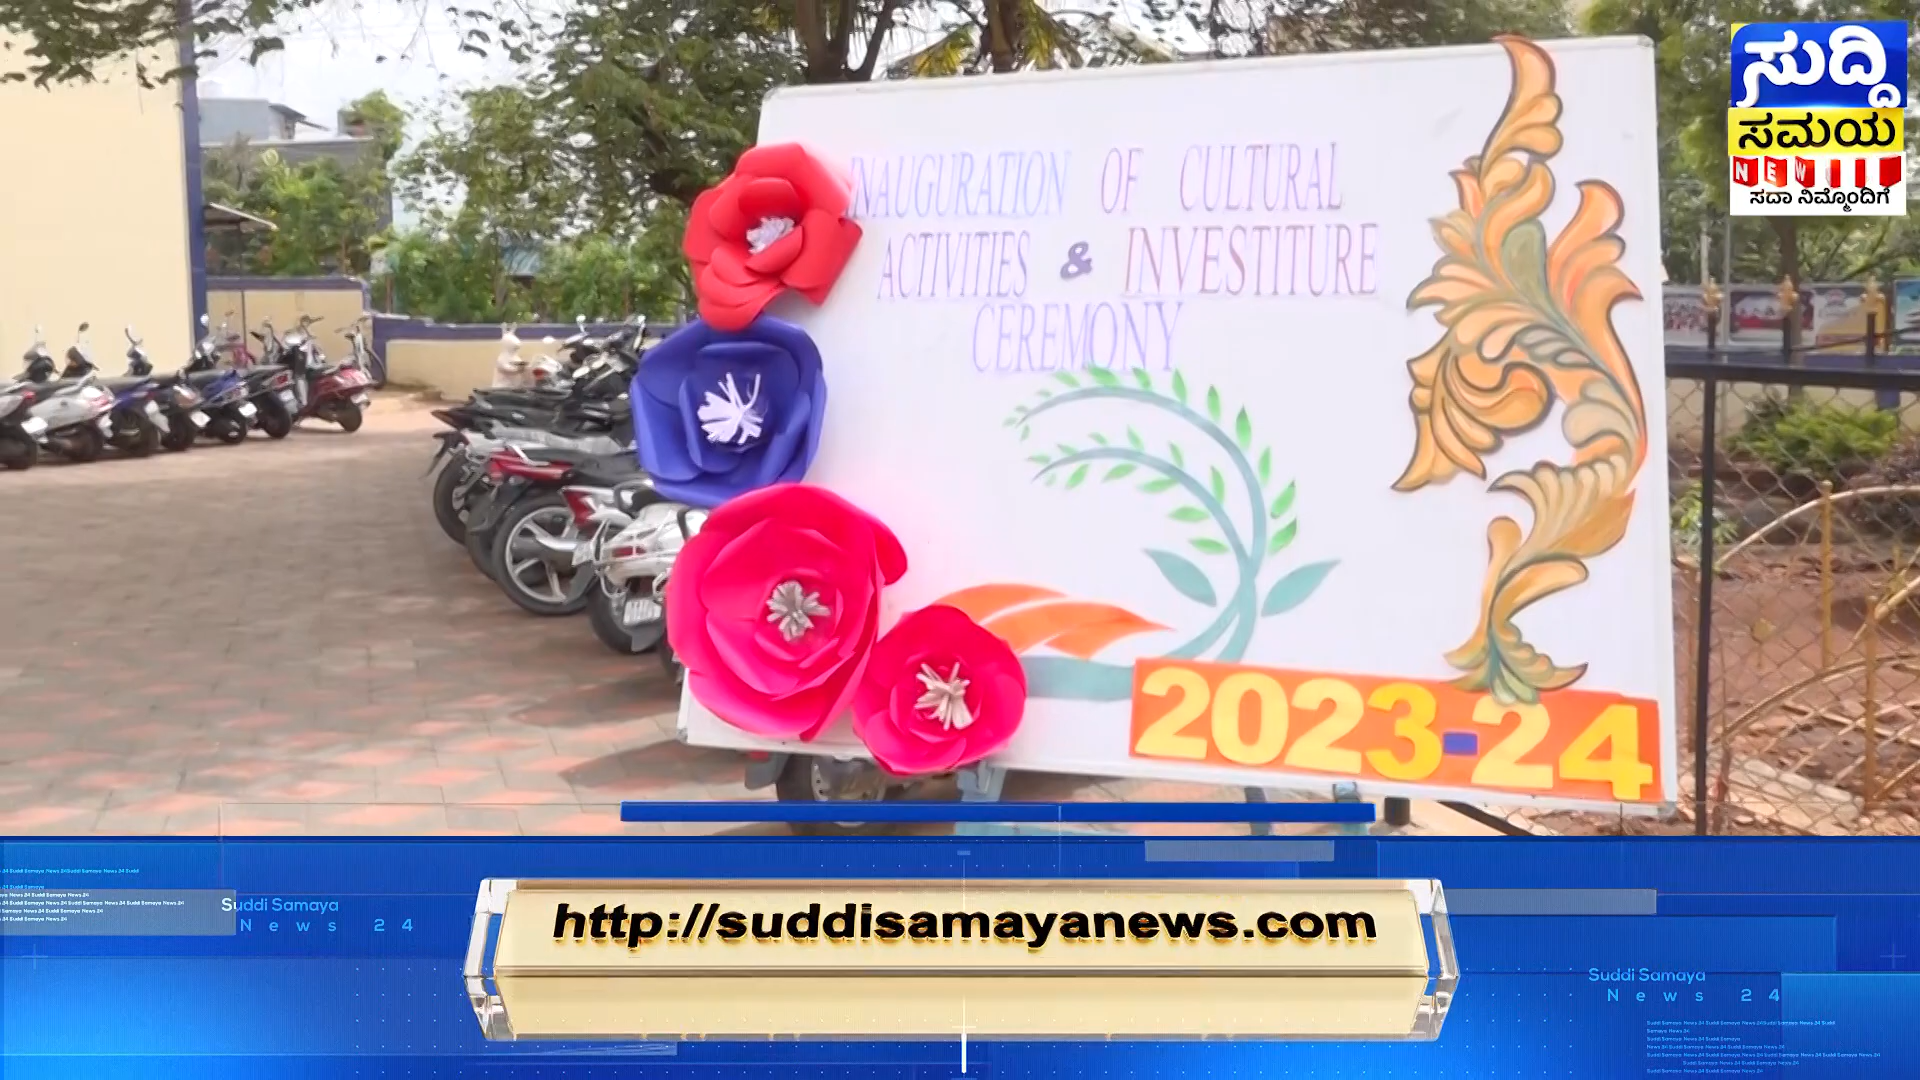 ಸುದ್ದಿ
ಸಮಯ
NEW
ಸದಾ ನಿಮ್ಮೊಂದಿಗೆ
INAUGURATION OF CULTURAL
ACTIVITIES & INVESTITURE
CEREMONY
2023-24
http://suddisamayanews.com
Suddi Samaya
News 24
Suddi Samaya
News 24